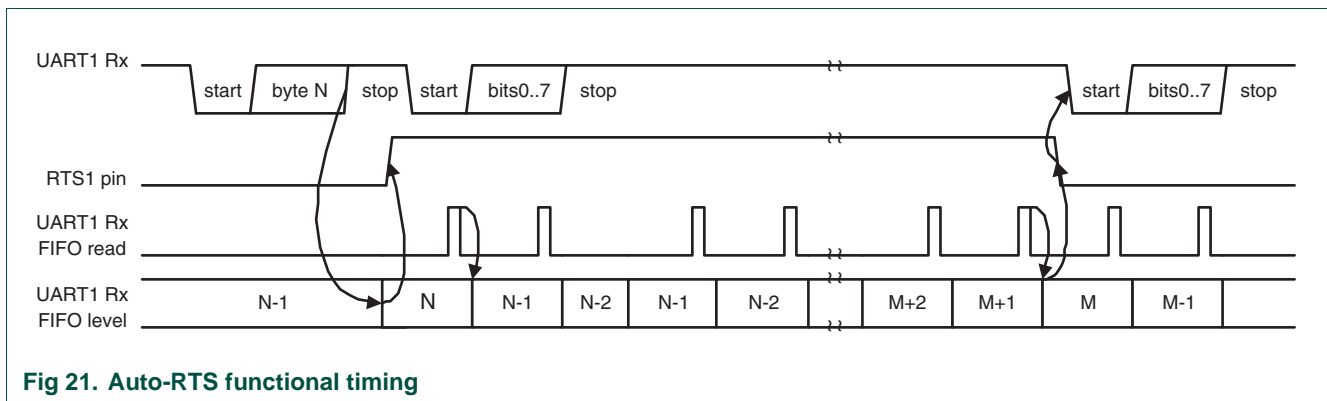 UART1 Rx
start byte N stop start bits0..7 stop start bits0..7 stop
RTS1 pin
UART1 Rx
FIFO read
UART1 Rx
FIFO level
N-1 N N-1 N-2 N-1 N-2 M+2 M+1 M M-1
Fig 21. Auto-RTS functional timing